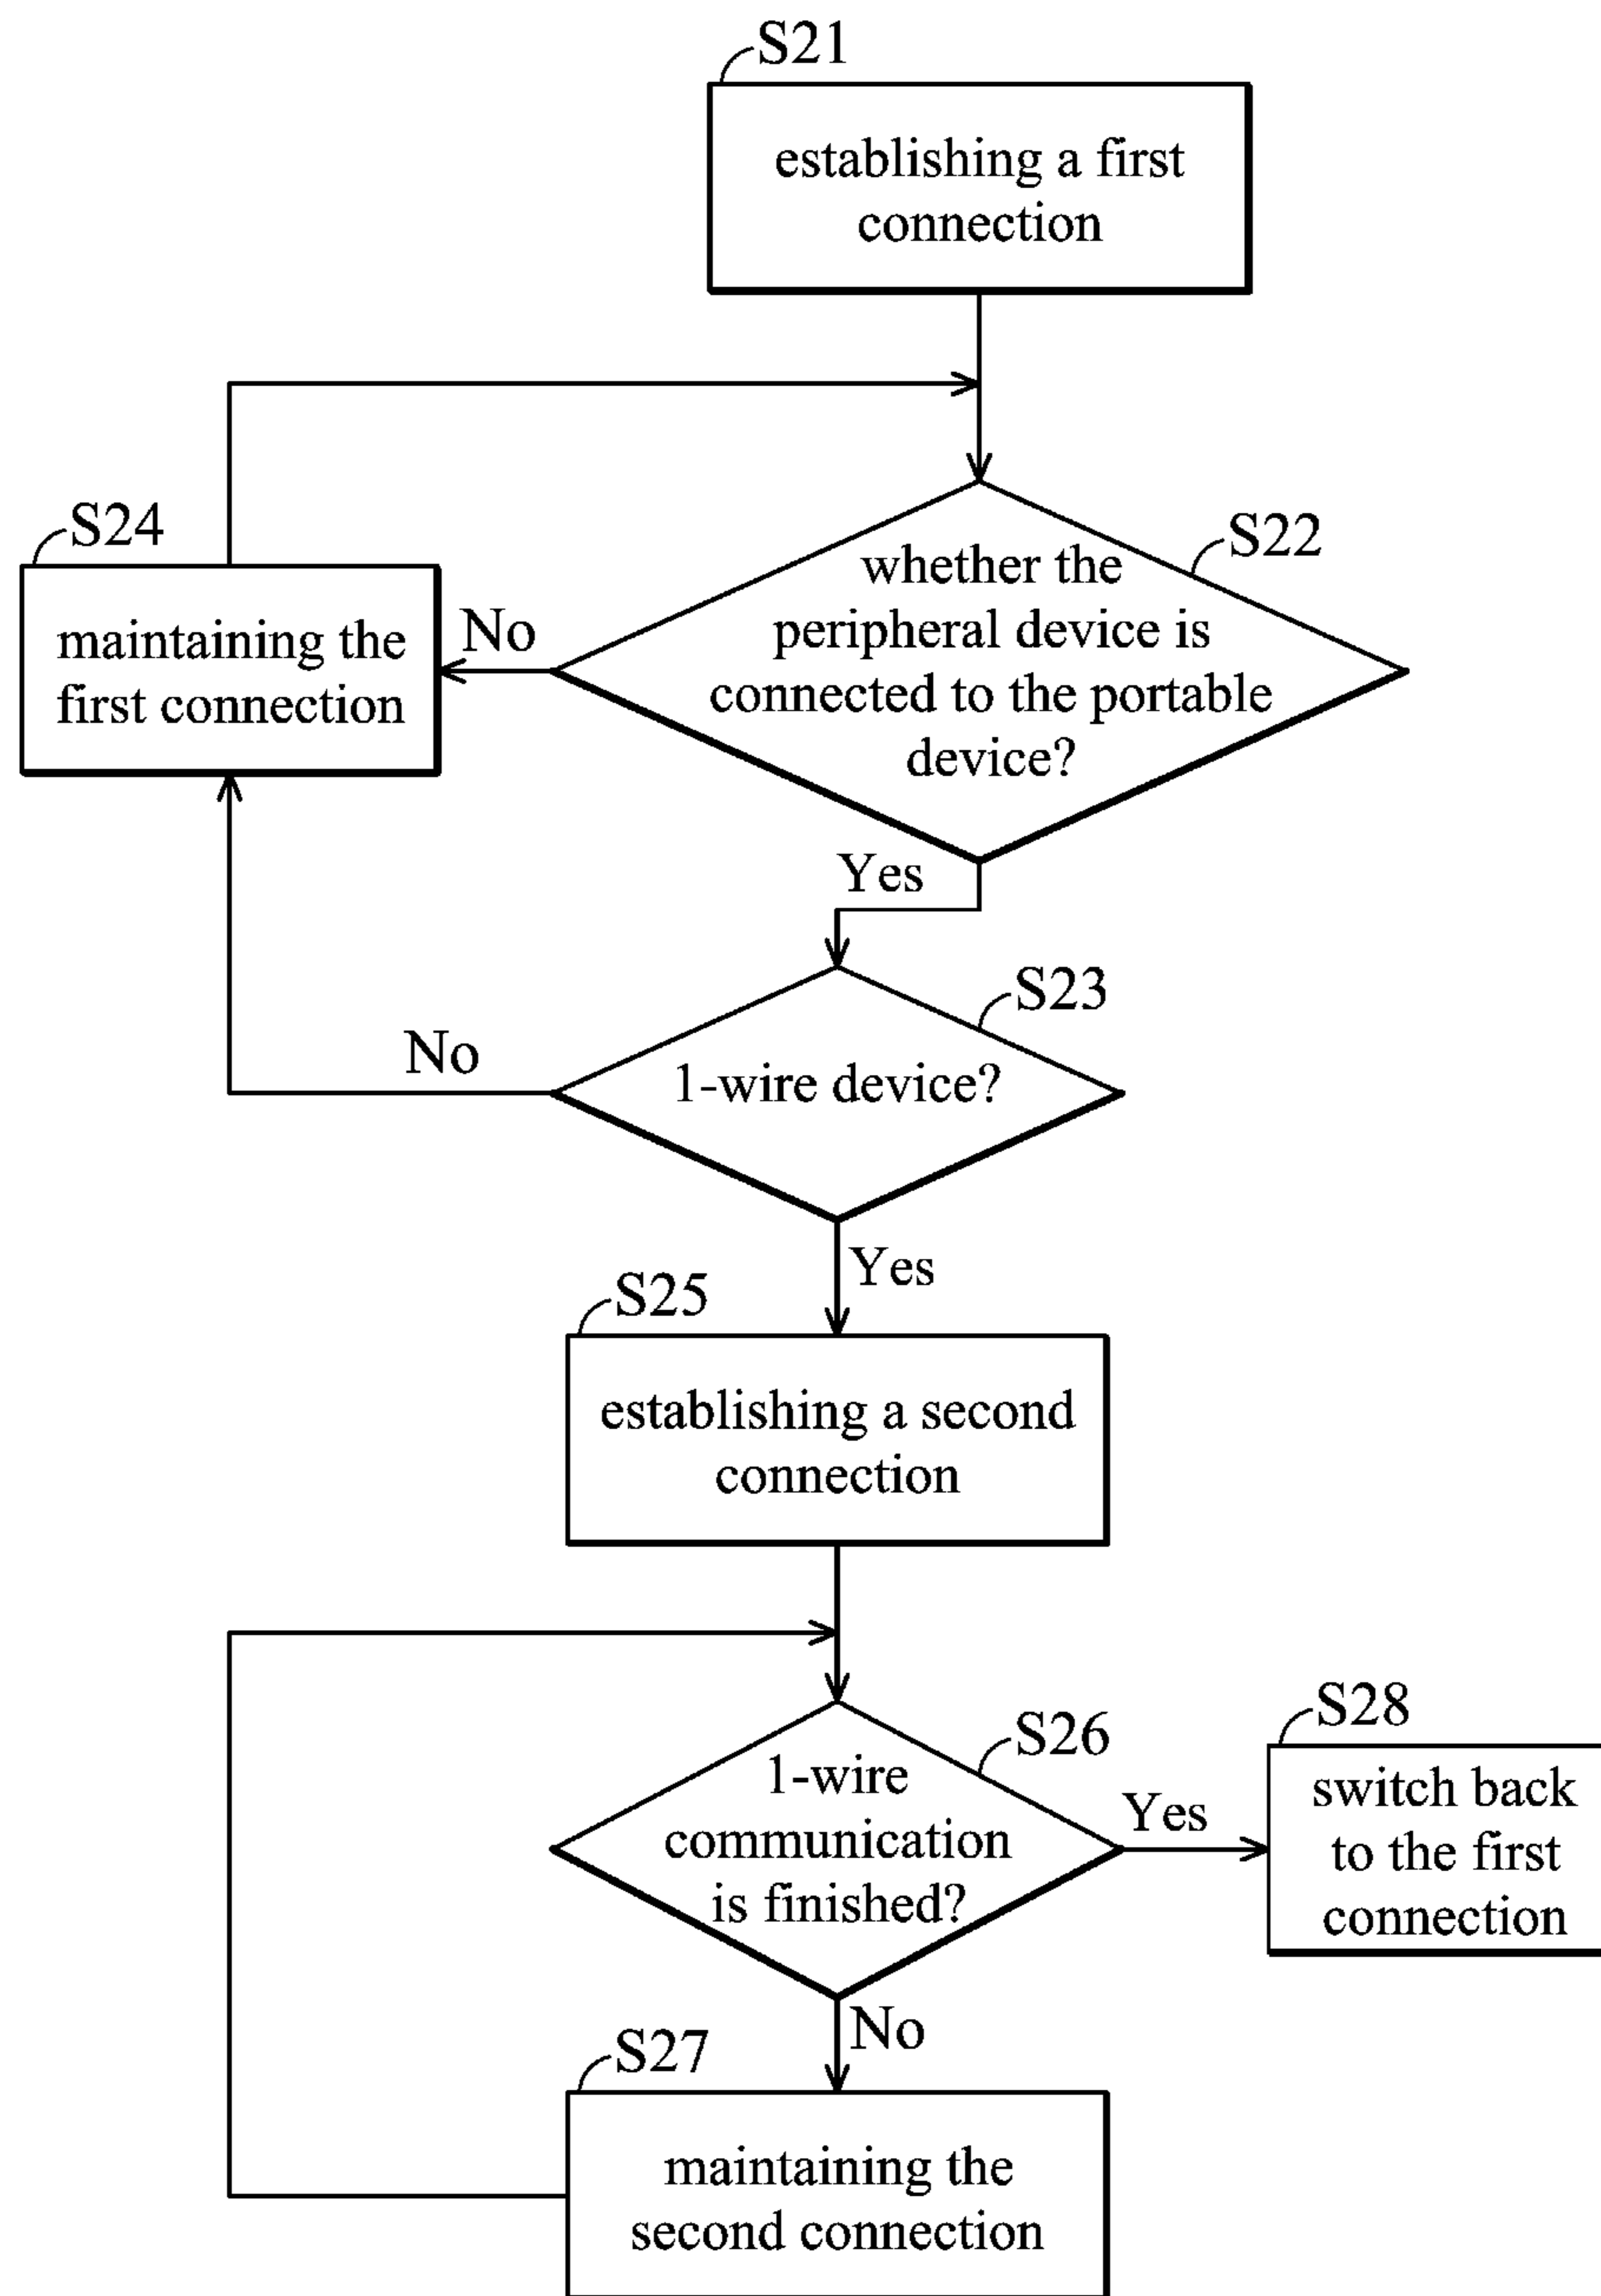 S21
establishing a first
connection
S24
maintaining the
first connection
No
S22
whether the
peripheral device is
connected to the portable
device?
Yes
S23
1-wire device?
No
Yes
S25
establishing a second
connection
S26
1-wire
communication
is finished?
Yes
S28
switch back
to the first
connection
No
S27
maintaining the
second connection